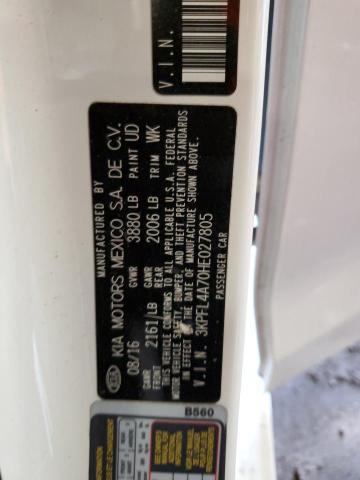 V.I.N.
MANUFACTURED BY
KIA MOTORS MEXICO S.A. DE C.V.
08/16 GVWR 3880 LB PAINT UD
GAWR FRONT 2161 LB GAWR REAR 2006 LB TRIM WK
THIS VEHICLE CONFORMS TO ALL APPLICABLE U.S.A. FEDERAL
MOTOR VEHICLE SAFETY, BUMPER, AND THEFT PREVENTION STANDARDS
IN EFFECT ON THE DATE OF MANUFACTURE SHOWN ABOVE.
V.I.N. 3KPFL4A70HE027805
PASSENGER CAR
B560